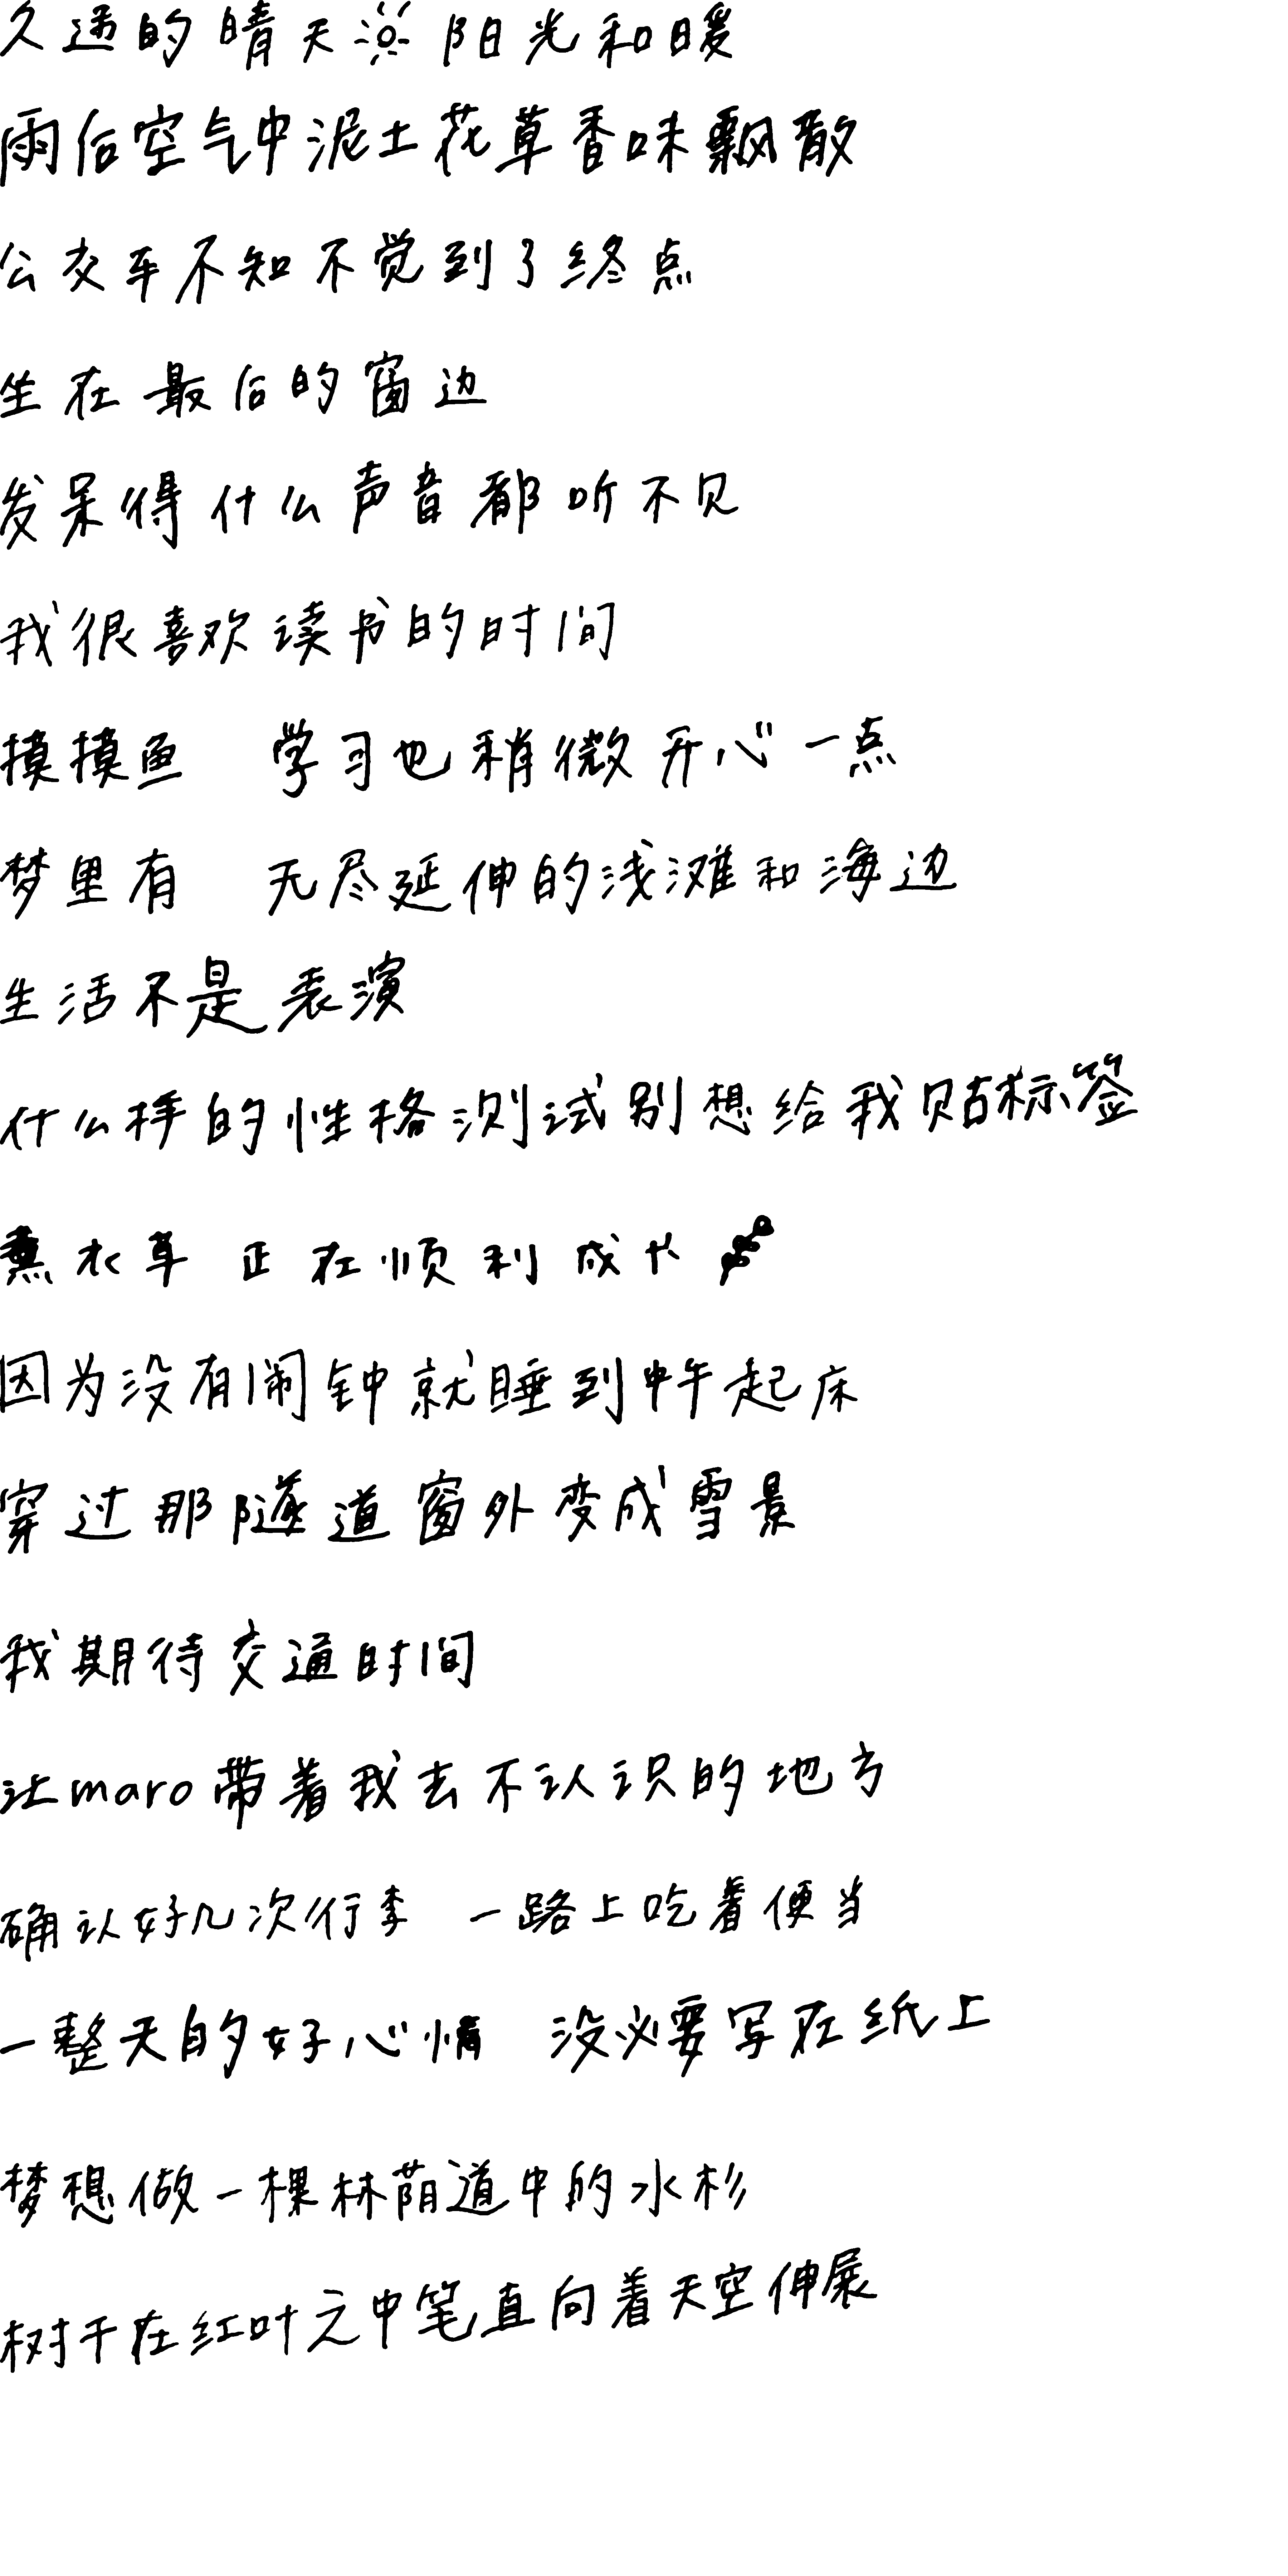 久违的晴天 阳光和暖
雨后空气中泥土花草香味飘散
公交车不知不觉到了终点
坐在最后的窗边
发呆得什么声音都听不见
我很喜欢读书的时间
摸摸鱼 学习也稍微开心一点
梦里有 无尽延伸的浅滩和海边
生活不是表演
什么样的性格测试别想给我贴标签
薰衣草 正在顺利成长
因为没有闹钟就睡到中午起床
穿过那隧道窗外变成雪景
我期待交通时间
让maro带着我去不认识的地方
确认好几次行李 一路上吃着便当
一整天的好心情 没必要写在纸上
梦想做一棵林荫道中的水杉
树干在红叶之中笔直向着天空伸展